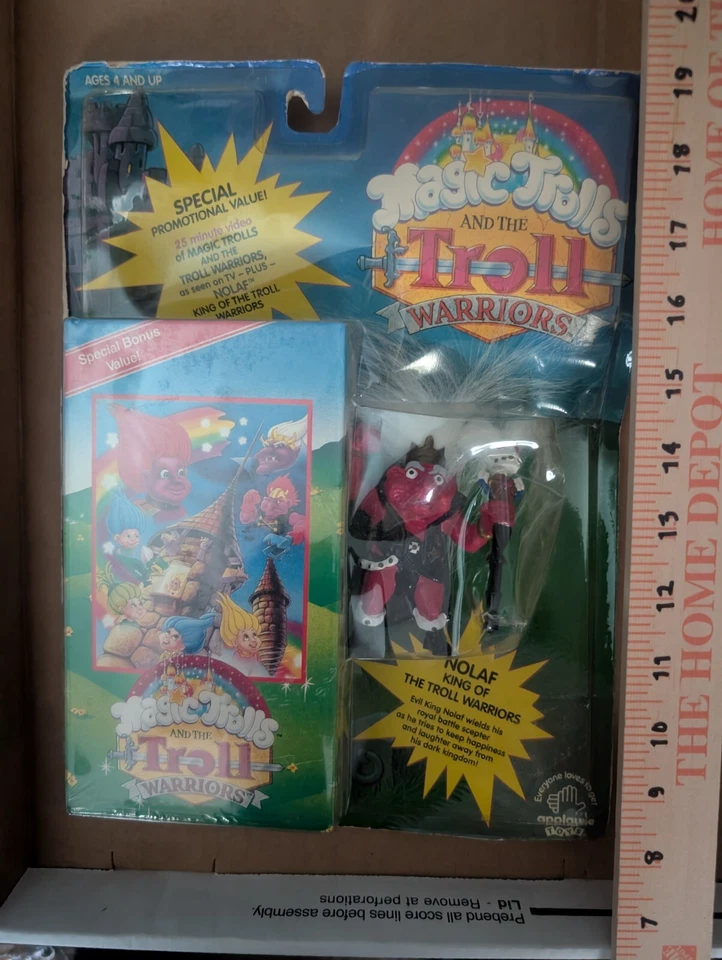 AGES 4 AND UP
SPECIAL
PROMOTIONAL VALUE!
25 minute video
of MAGIC TROLLS
AND THE
TROLL WARRIORS,
as seen on TV – PLUS –
NOLAF™
KING OF THE TROLL
WARRIORS
Magic Trolls
AND THE
Troll
WARRIORS
Special Bonus
Value!
Magic Trolls™
AND THE
Troll
WARRIORS
NOLAF
KING OF
THE TROLL WARRIORS
Evil King Nolaf wields his
royal battle scepter
as he tries to keep happiness
and laughter away from
his dark kingdom!
Everyone loves to get
applause
TOYS
20
19
18
17
16
15
14
13
12
11
10
9
8
7
THE HOME DEPOT
HOME OF T
Prebend all score lines before assembly.
Lid - Remove at perforations